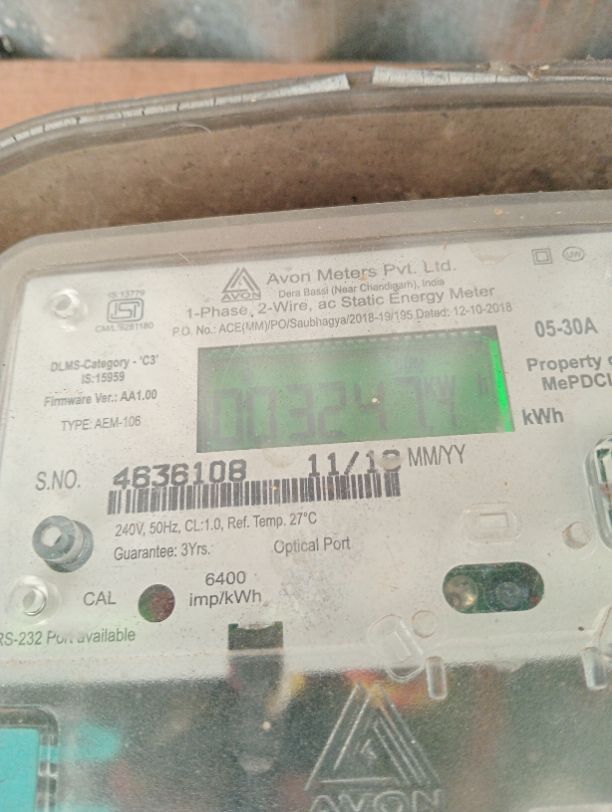 Avon Meters Pvt. Ltd.
Dera Bassi (Near Chandigarh), India
AVON
1-Phase, 2-Wire, ac Static Energy Meter
P.O. No.: ACE(MM)/PO/Saubhagya/2018-19/195 Dated: 12-10-2018
IS 13779
ISI
DLMS-Category - 'C3'
IS:15959
Firmware Ver.: AA1.00
TYPE: AEM-106
05-30A
Property
kWh
S.NO. 4636108 MM/YY
240V, 50Hz, CL:1.0, Ref. Temp. 27°C
Guarantee: 3Yrs. Optical Port
CAL 6400
imp/kWh
RS-232 Port available
AVON